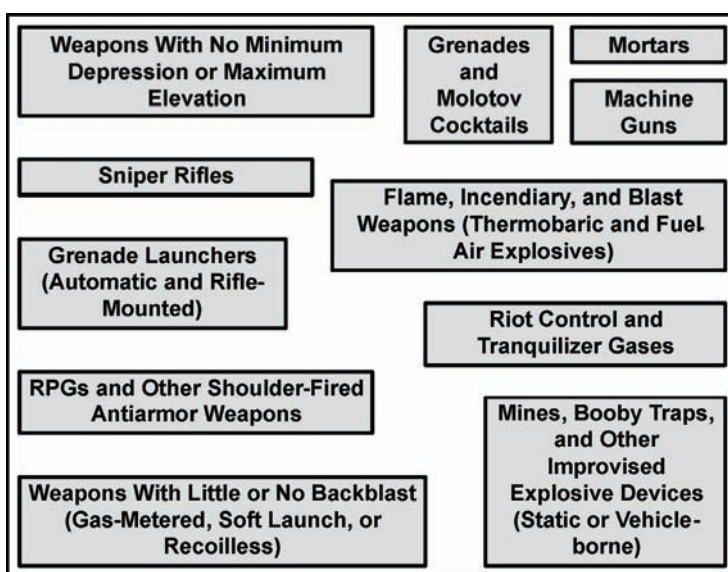 Weapons With No Minimum
Depression or Maximum
Elevation
Grenades
and
Molotov
Cocktails
Mortars
Machine
Guns
Sniper Rifles
Flame, Incendiary, and Blast
Weapons (Thermobaric and Fuel-
Air Explosives)
Grenade Launchers
(Automatic and Rifle-
Mounted)
Riot Control and
Tranquilizer Gases
RPGs and Other Shoulder-Fired
Antiarmor Weapons
Mines, Booby Traps,
and Other
Improvised
Explosive Devices
(Static or Vehicle-
borne)
Weapons With Little or No Backblast
(Gas-Metered, Soft Launch, or
Recoilless)